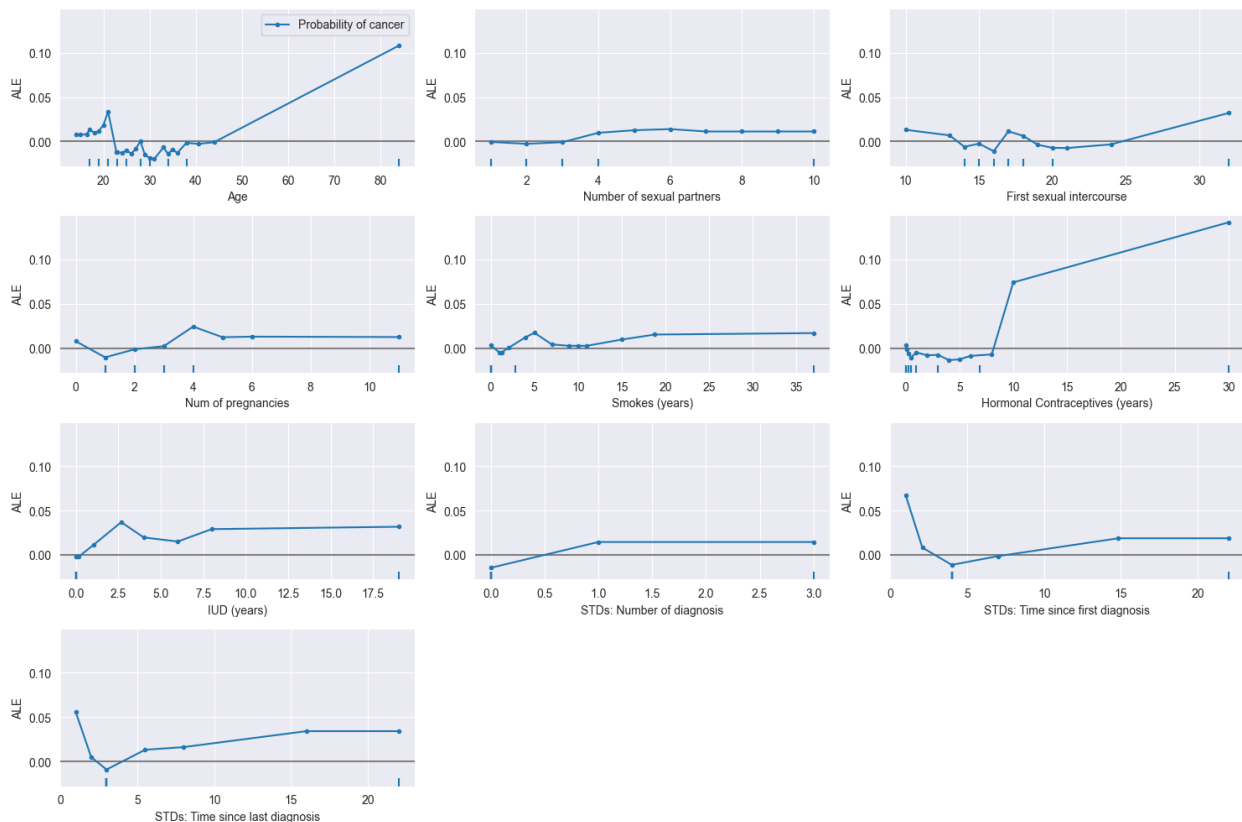 Probability of cancer
ALE
0.10
0.05
0.00
20 30 40 50 60 70 80
Age
ALE
0.10
0.05
0.00
2 4 6 8 10
Number of sexual partners
ALE
0.10
0.05
0.00
10 15 20 25 30
First sexual intercourse
ALE
0.10
0.05
0.00
0 2 4 6 8 10
Num of pregnancies
ALE
0.10
0.05
0.00
0 5 10 15 20 25 30 35
Smokes (years)
ALE
0.10
0.05
0.00
0 5 10 15 20 25 30
Hormonal Contraceptives (years)
ALE
0.10
0.05
0.00
0.0 2.5 5.0 7.5 10.0 12.5 15.0 17.5
IUD (years)
ALE
0.10
0.05
0.00
0.0 0.5 1.0 1.5 2.0 2.5 3.0
STDs: Number of diagnosis
ALE
0.10
0.05
0.00
0 5 10 15 20
STDs: Time since first diagnosis
ALE
0.10
0.05
0.00
0 5 10 15 20
STDs: Time since last diagnosis